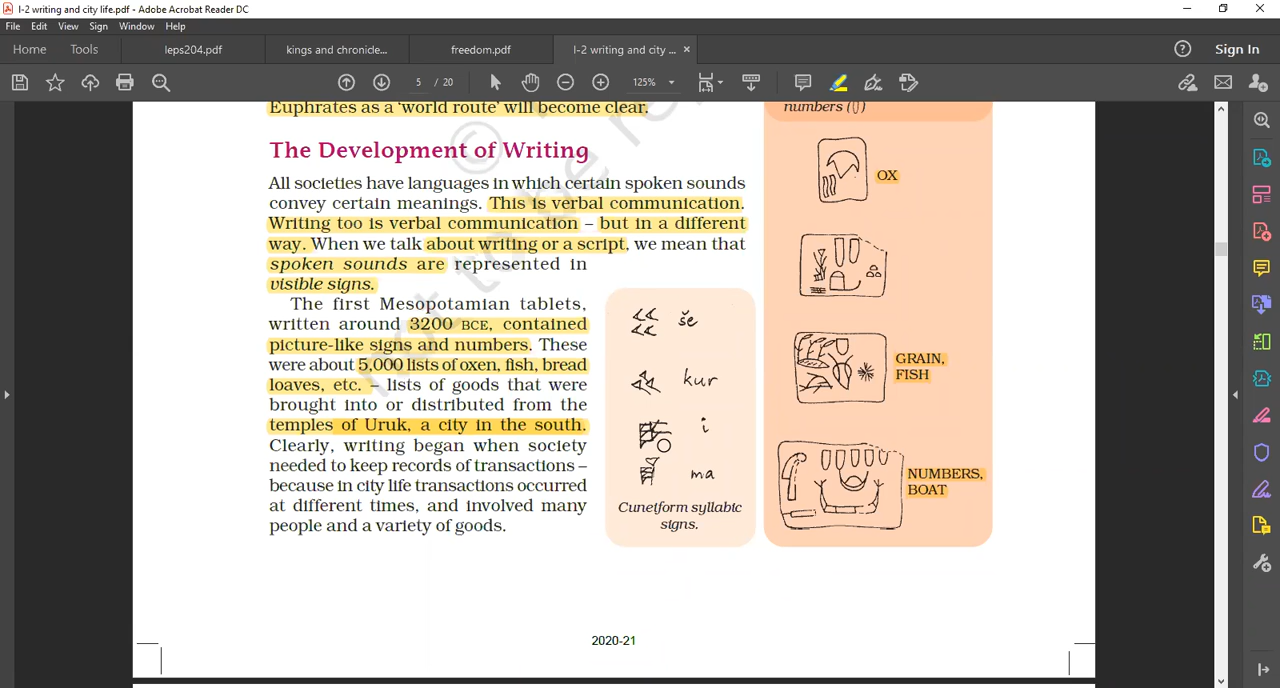 I-2 writing and city life.pdf - Adobe Acrobat Reader DC
File Edit View Sign Window Help
Home Tools leps204.pdf kings and chronicle... freedom.pdf I-2 writing and city ... × Sign In
5 / 20 125%
Euphrates as a ‘world route’ will become clear.
The Development of Writing
All societies have languages in which certain spoken sounds
convey certain meanings. This is verbal communication.
Writing too is verbal communication – but in a different
way. When we talk about writing or a script, we mean that
spoken sounds are represented in
visible signs.
The first Mesopotamian tablets,
written around 3200 BCE, contained
picture-like signs and numbers. These
were about 5,000 lists of oxen, fish, bread
loaves, etc. – lists of goods that were
brought into or distributed from the
temples of Uruk, a city in the south.
Clearly, writing began when society
needed to keep records of transactions –
because in city life transactions occurred
at different times, and involved many
people and a variety of goods.
še
kur
i
ma
Cuneiform syllabic
signs.
numbers
OX
GRAIN,
FISH
NUMBERS,
BOAT
2020-21